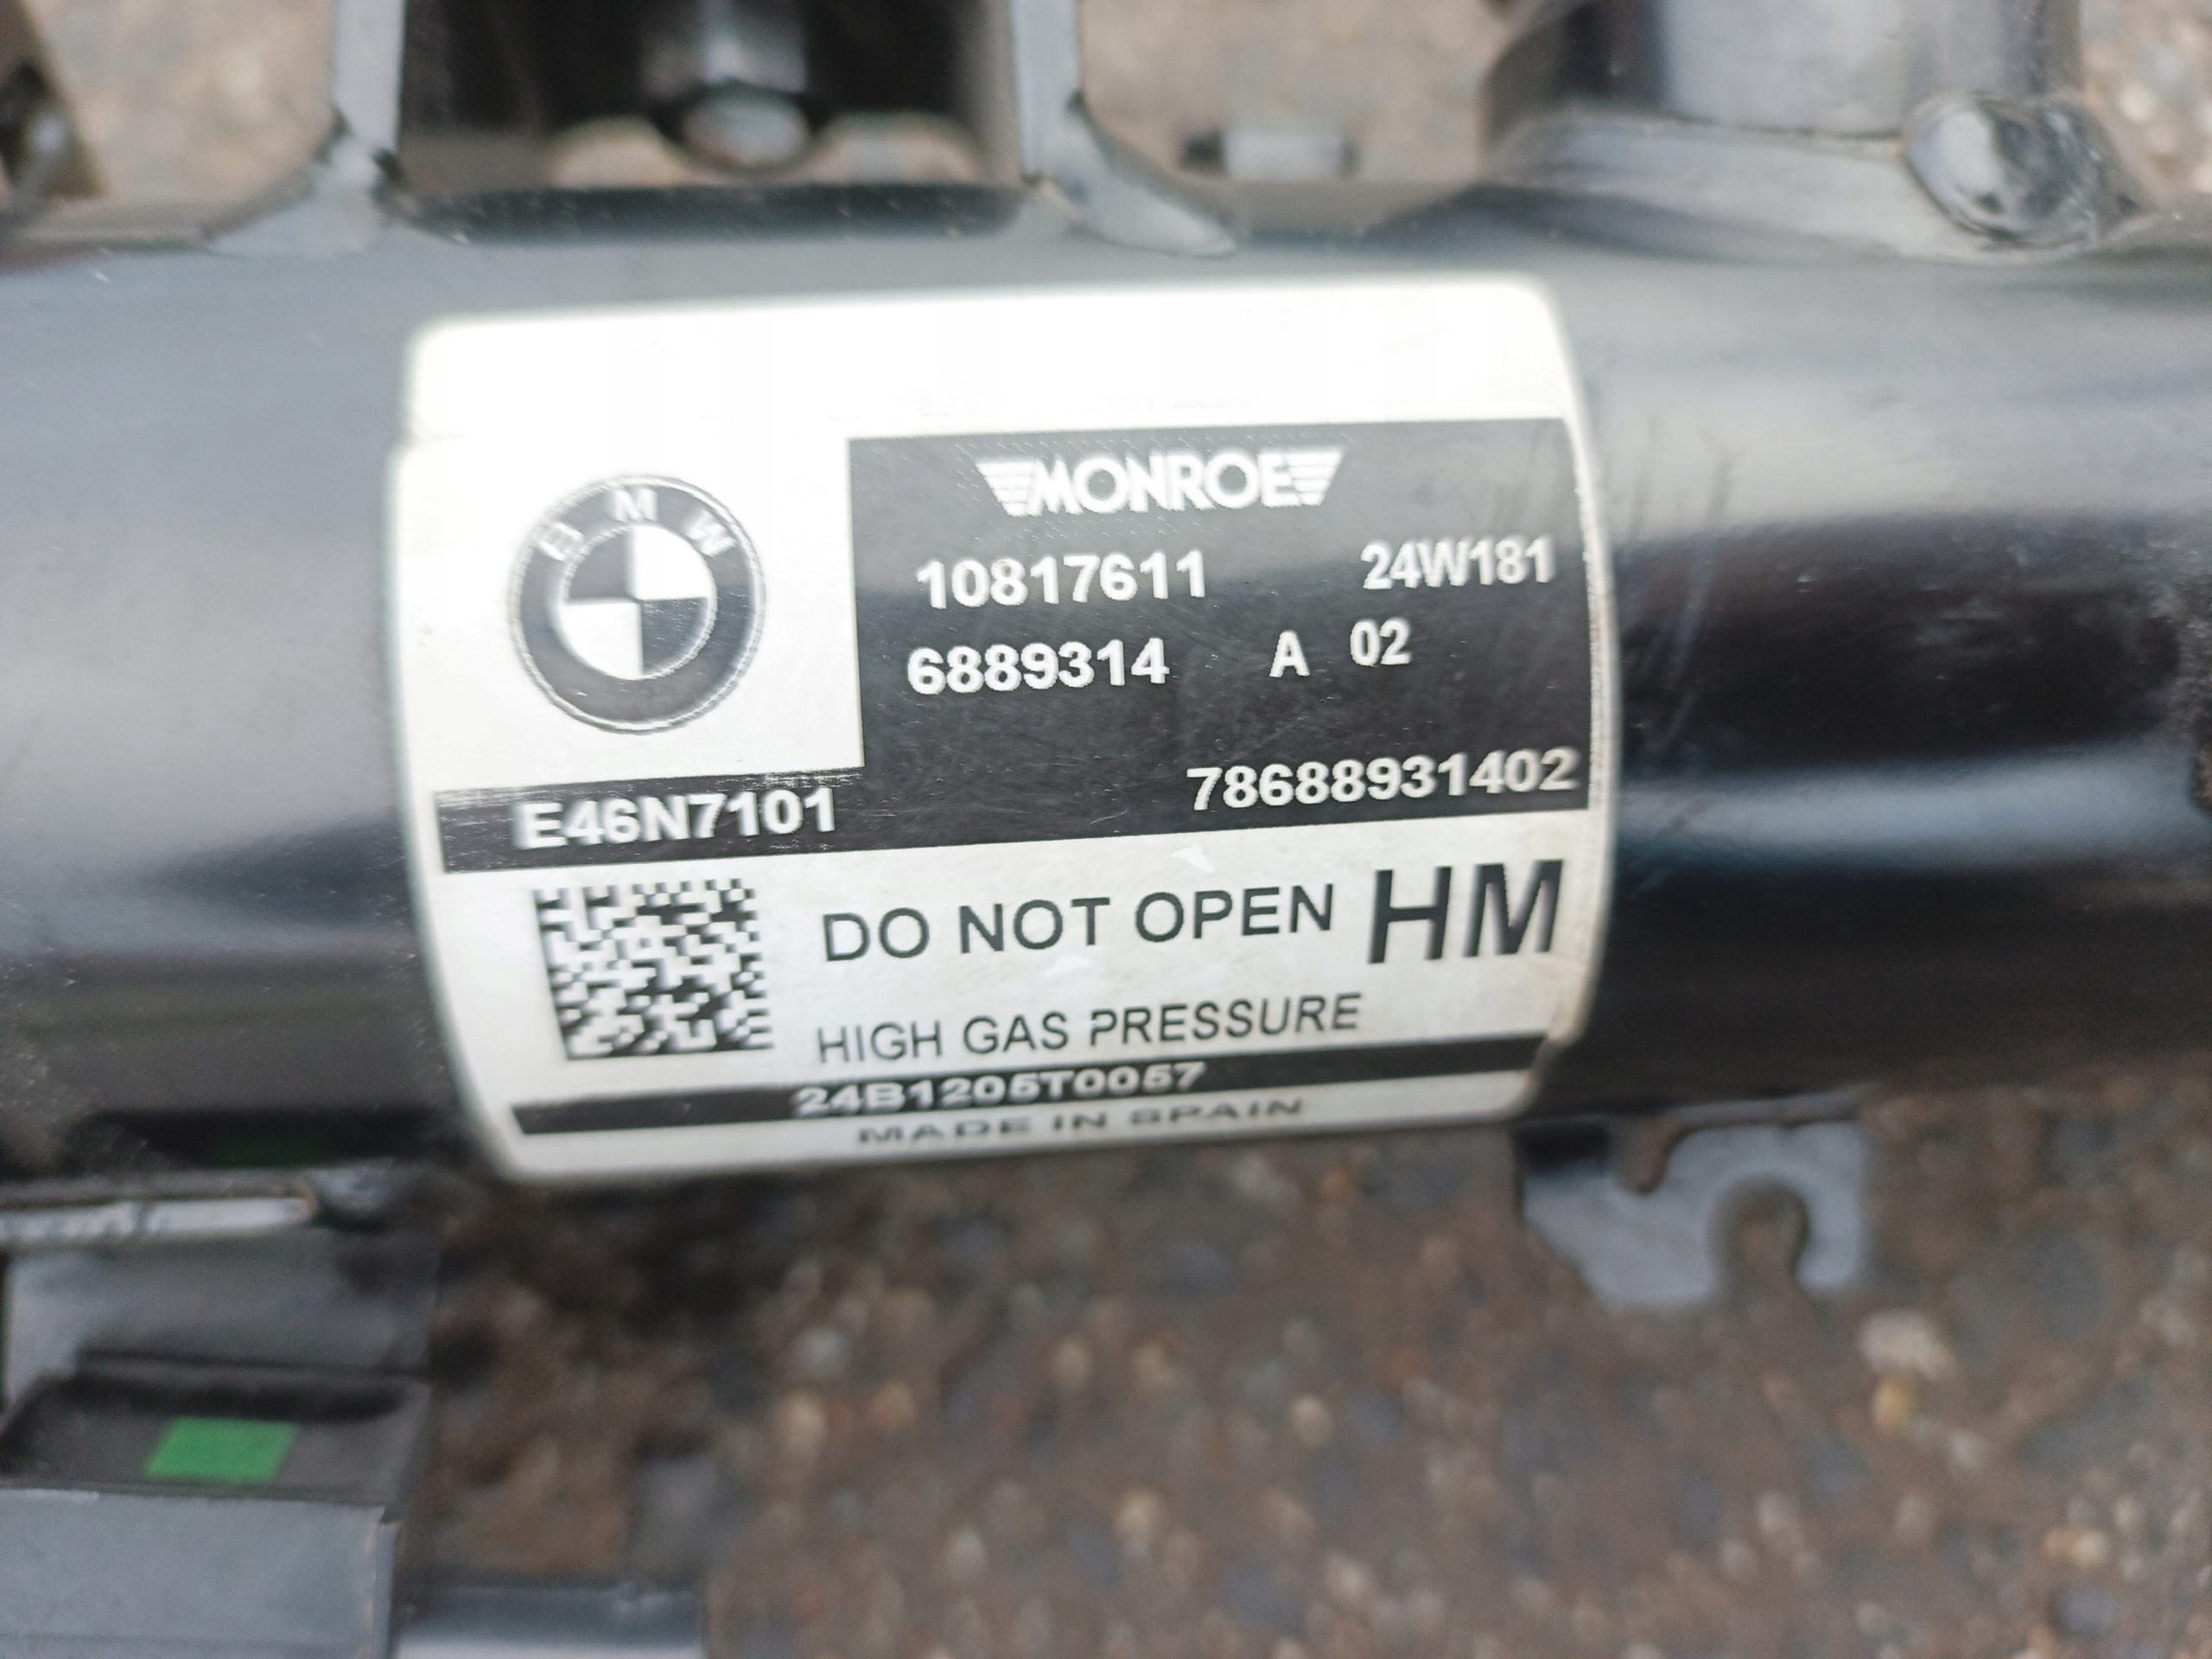 BMW
MONROE
10817611 24W181
6889314 A 02
78688931402
E46N7101
DO NOT OPEN HM
HIGH GAS PRESSURE
24B1205T0057
MADE IN SPAIN